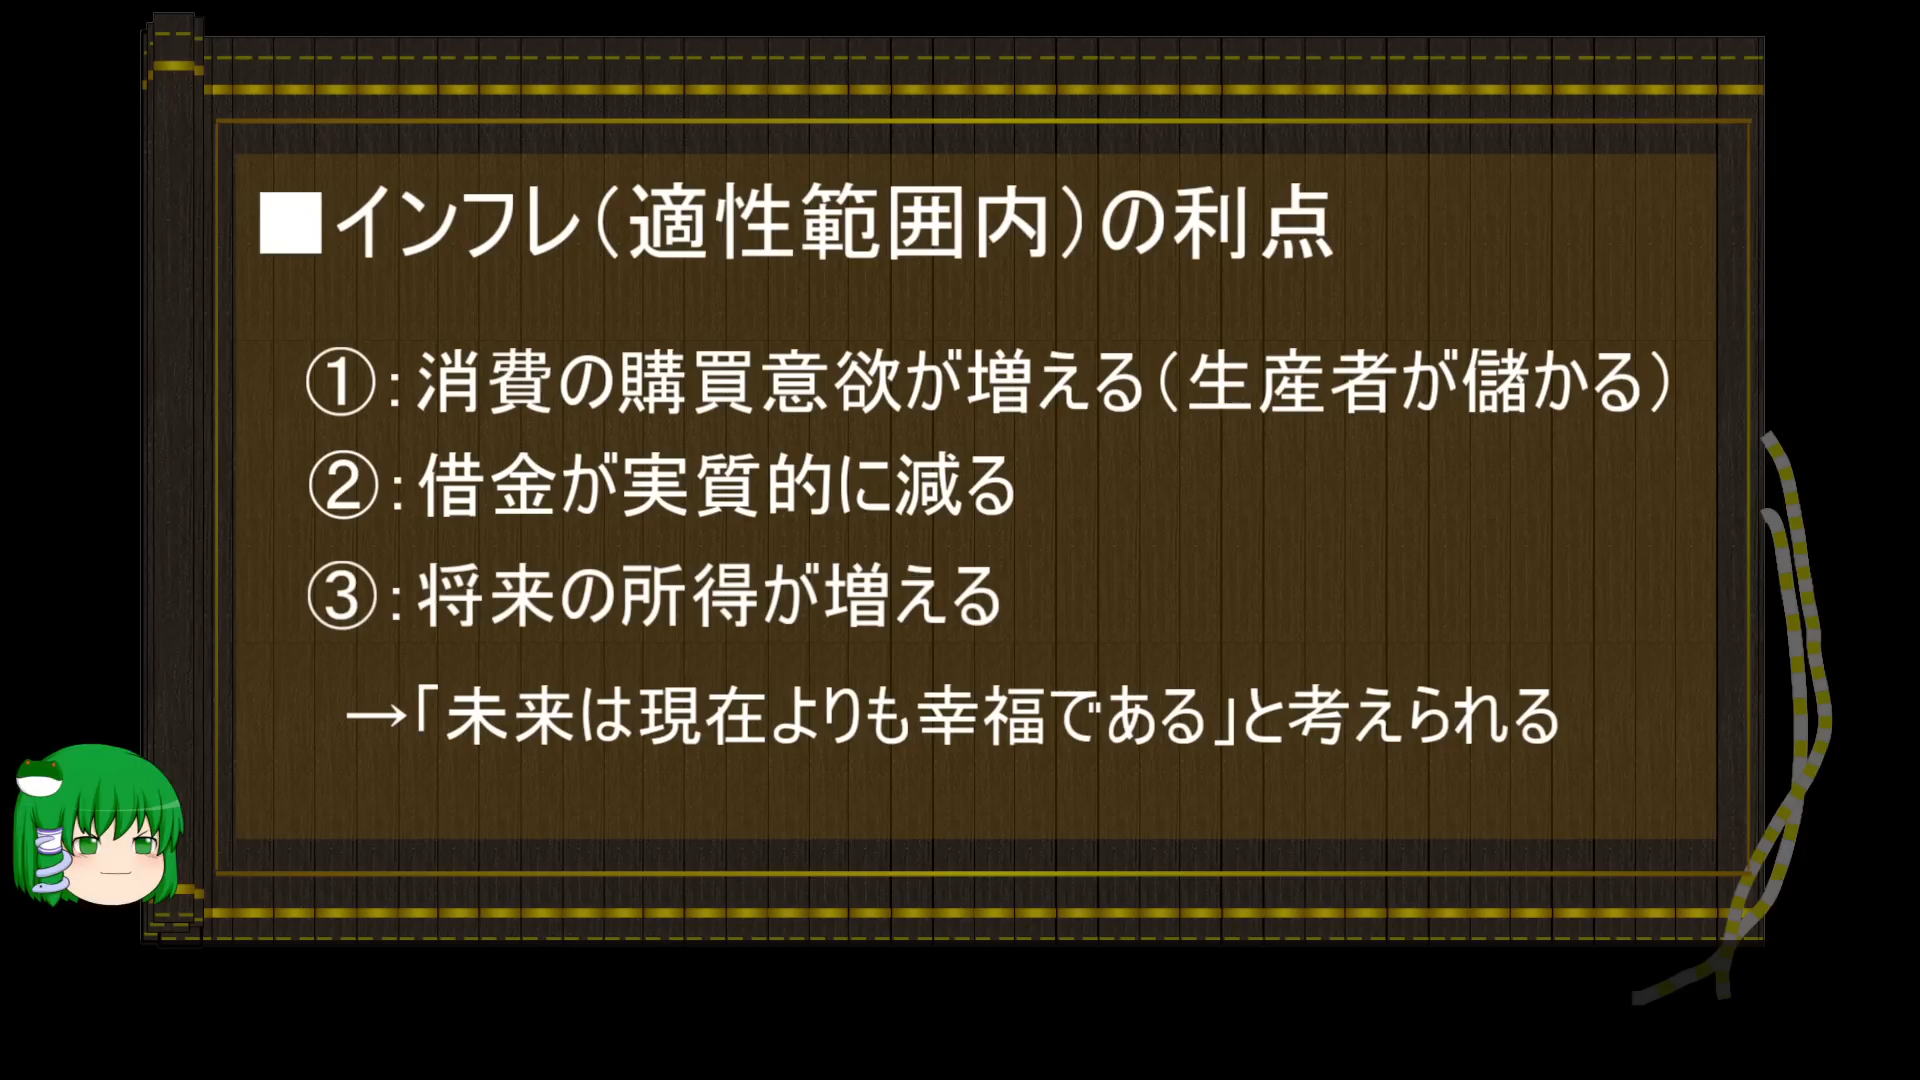 ■インフレ（適性範囲内）の利点
①：消費の購買意欲が増える（生産者が儲かる）
②：借金が実質的に減る
③：将来の所得が増える
→「未来は現在よりも幸福である」と考えられる